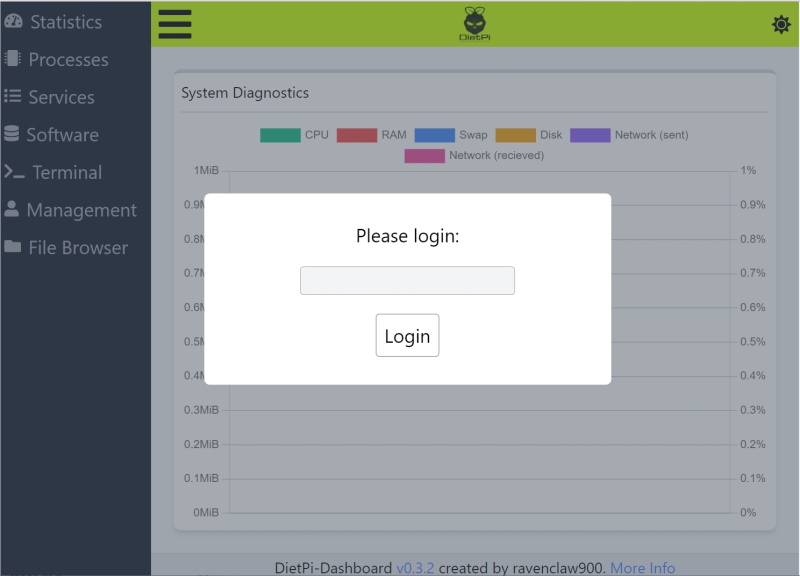 Statistics
Processes
Services
Software
Terminal
Management
File Browser
DietPi
System Diagnostics
CPU RAM Swap Disk Network (sent)
Network (recieved)
1MiB 1%
0.9M 0.9%
0.8M 0.8%
0.7M 0.7%
0.6M 0.6%
0.5M 0.5%
0.4M 0.4%
0.3MiB 0.3%
0.2MiB 0.2%
0.1MiB 0.1%
0MiB 0%
Please login:
Login
DietPi-Dashboard v0.3.2 created by ravenclaw900. More Info